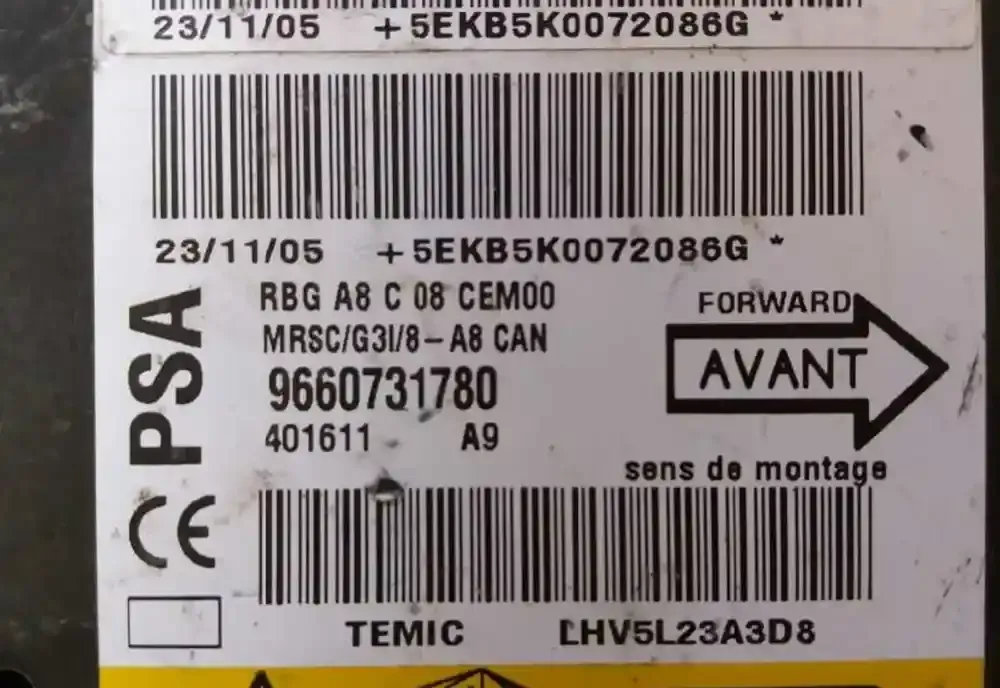 23/11/05 +5EKB5K0072086G *
23/11/05 +5EKB5K0072086G *
RBG A8 C 08 CEM00
MRSC/G3I/8-A8 CAN
9660731780
401611 A9
PSA
CE
FORWARD
AVANT
sens de montage
TEMIC LHV5L23A3D8